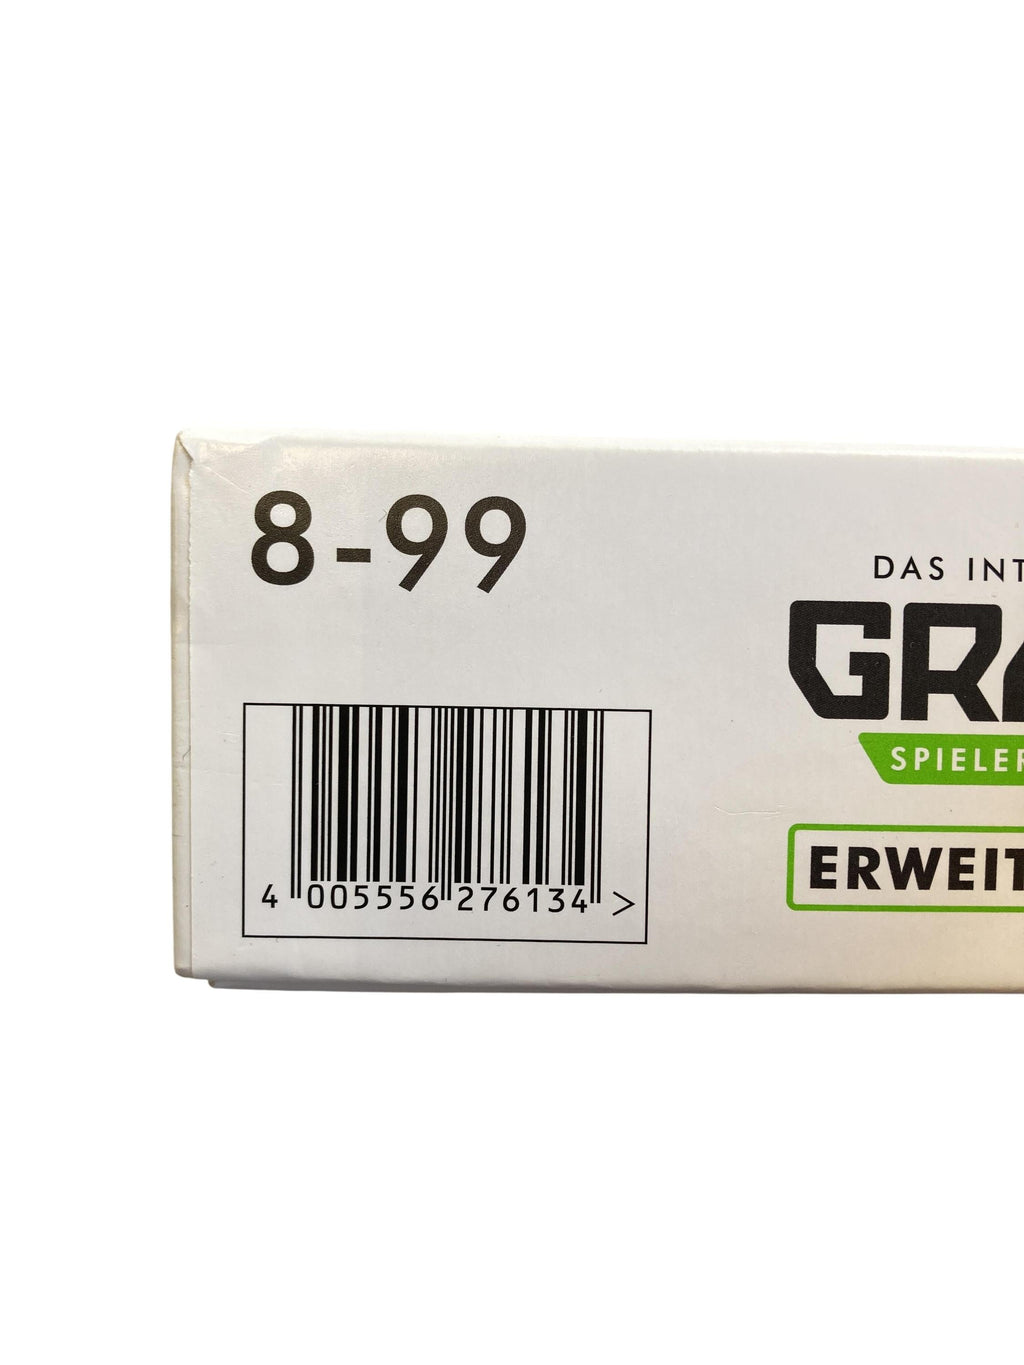 8-99
DAS INT
GRA
SPIELER
ERWEIT
4 005556 276134 >